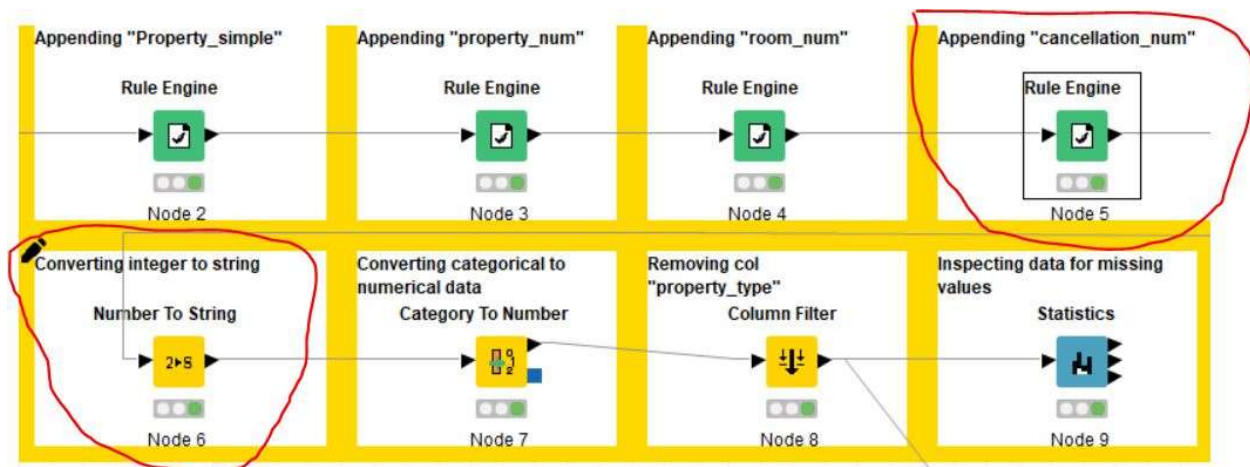 Appending "Property_simple"
Rule Engine
Node 2
Appending "property_num"
Rule Engine
Node 3
Appending "room_num"
Rule Engine
Node 4
Appending "cancellation_num"
Rule Engine
Node 5
Converting integer to string
Number To String
2▸S
Node 6
Converting categorical to
numerical data
Category To Number
Node 7
Removing col
"property_type"
Column Filter
Node 8
Inspecting data for missing
values
Statistics
Node 9